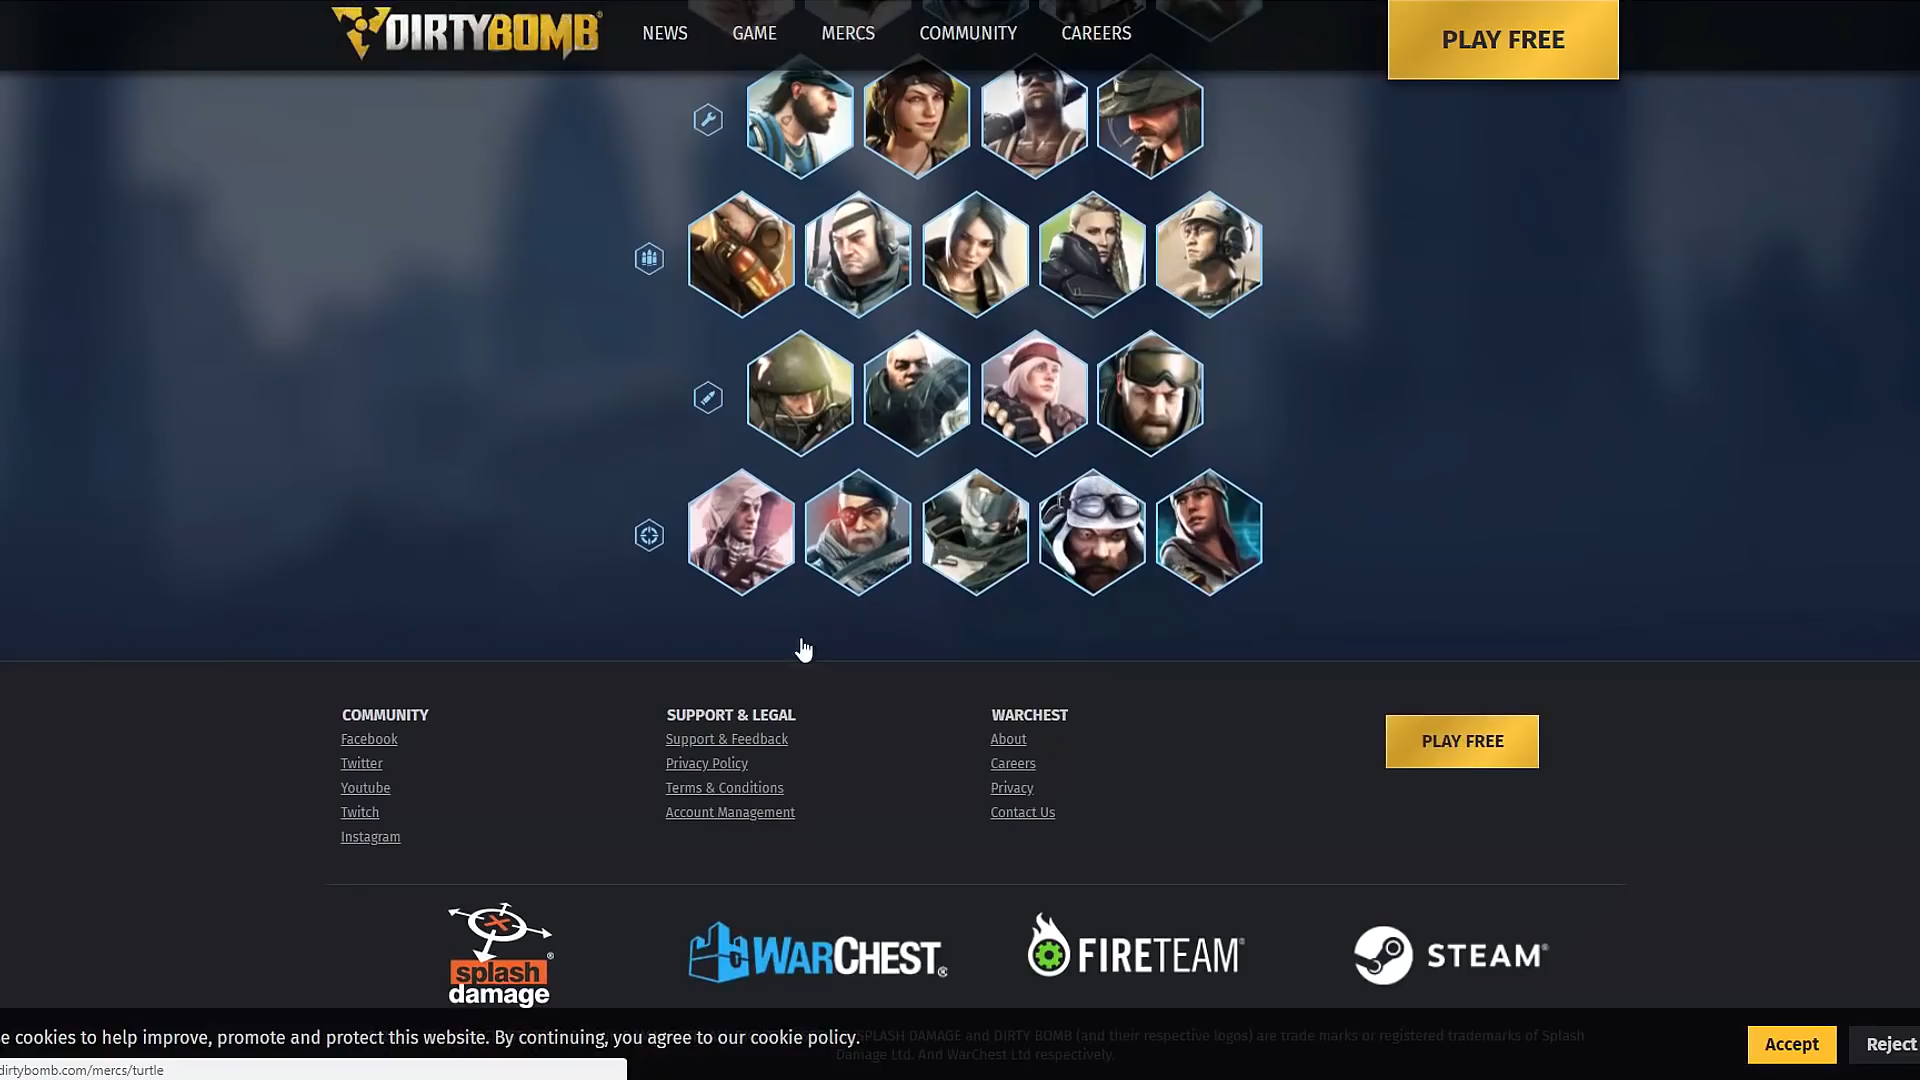 DIRTYBOMB®
NEWS
GAME
MERCS
COMMUNITY
CAREERS
PLAY FREE
COMMUNITY
Facebook
Twitter
Youtube
Twitch
Instagram
SUPPORT & LEGAL
Support & Feedback
Privacy Policy
Terms & Conditions
Account Management
WARCHEST
About
Careers
Privacy
Contact Us
PLAY FREE
splash
damage®
WARCHEST®
FIRETEAM®
STEAM®
e cookies to help improve, promote and protect this website. By continuing, you agree to our cookie policy.
SPLASH DAMAGE and DIRTY BOMB (and their respective logos) are trade marks or registered trademarks of Splash
Damage Ltd. And WarChest Ltd respectively.
Accept
Reject
dirtybomb.com/mercs/turtle